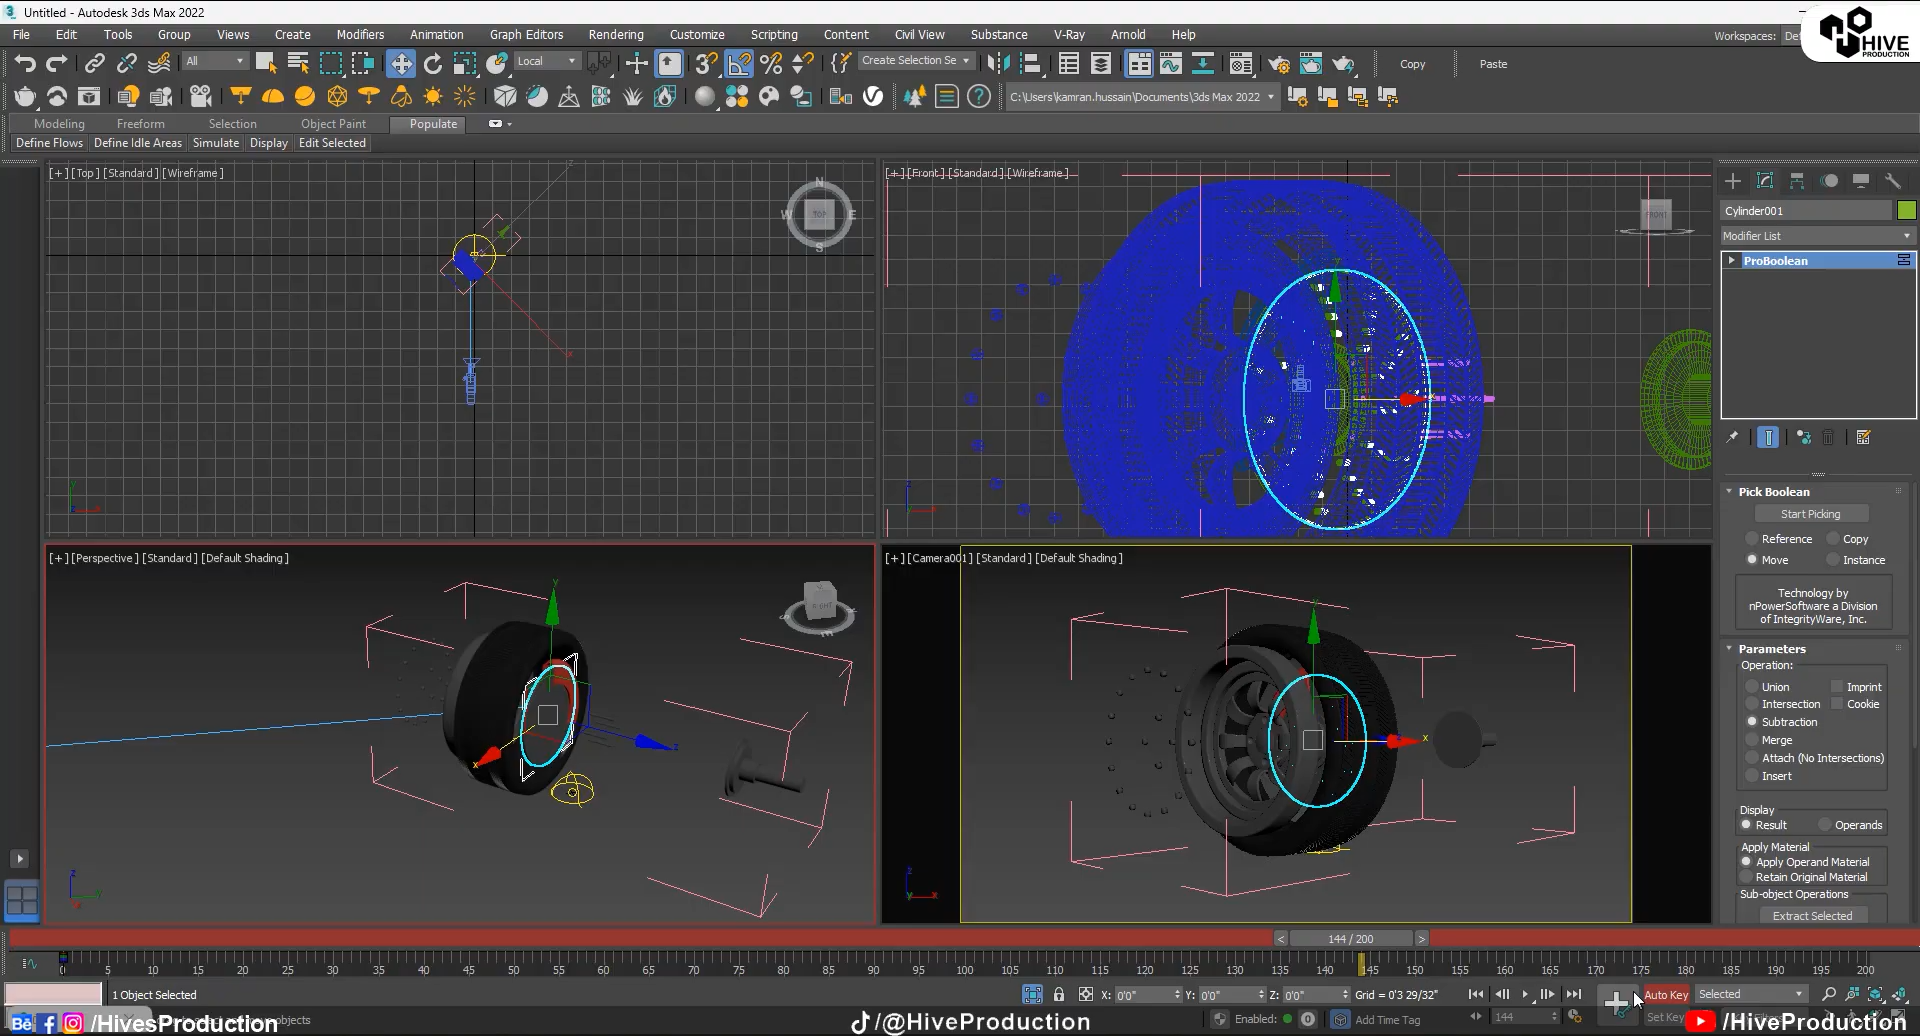 Untitled - Autodesk 3ds Max 2022
File Edit Tools Group Views Create Modifiers Animation Graph Editors Rendering Customize Scripting Content Civil View Substance V-Ray Arnold Help
Workspaces: Def
HIVE
PRODUCTION
All Local Create Selection Se Copy Paste
C:\Users\kamran.hussain\Documents\3ds Max 2022
Modeling Freeform Selection Object Paint Populate
Define Flows Define Idle Areas Simulate Display Edit Selected
[+] [Top] [Standard] [Wireframe]
N
W TOP E
S
[+] [Front] [Standard] [Wireframe]
FRONT
Cylinder001
Modifier List
ProBoolean
Pick Boolean
Start Picking
Reference Copy
Move Instance
Technology by
nPowerSoftware a Division
of IntegrityWare, Inc.
[+] [Perspective] [Standard] [Default Shading]
[+] [Camera001] [Standard] [Default Shading]
Parameters
Operation:
Union Imprint
Intersection Cookie
Subtraction
Merge
Attach (No Intersections)
Insert
Display
Result Operands
Apply Material
Apply Operand Material
Retain Original Material
Sub-object Operations
Extract Selected
< 144 / 200 >
0 5 10 15 20 25 30 35 40 45 50 55 60 65 70 75 80 85 90 95 100 105 110 115 120 125 130 135 140 145 150 155 160 165 170 175 180 185 190 195 200
1 Object Selected
X: 0'0" Y: 0'0" Z: 0'0" Grid = 0'3 29/32"
Auto Key Selected
/HivesProduction
/@HiveProduction
Enabled: 0 Add Time Tag
144
Set Key
/HiveProduction